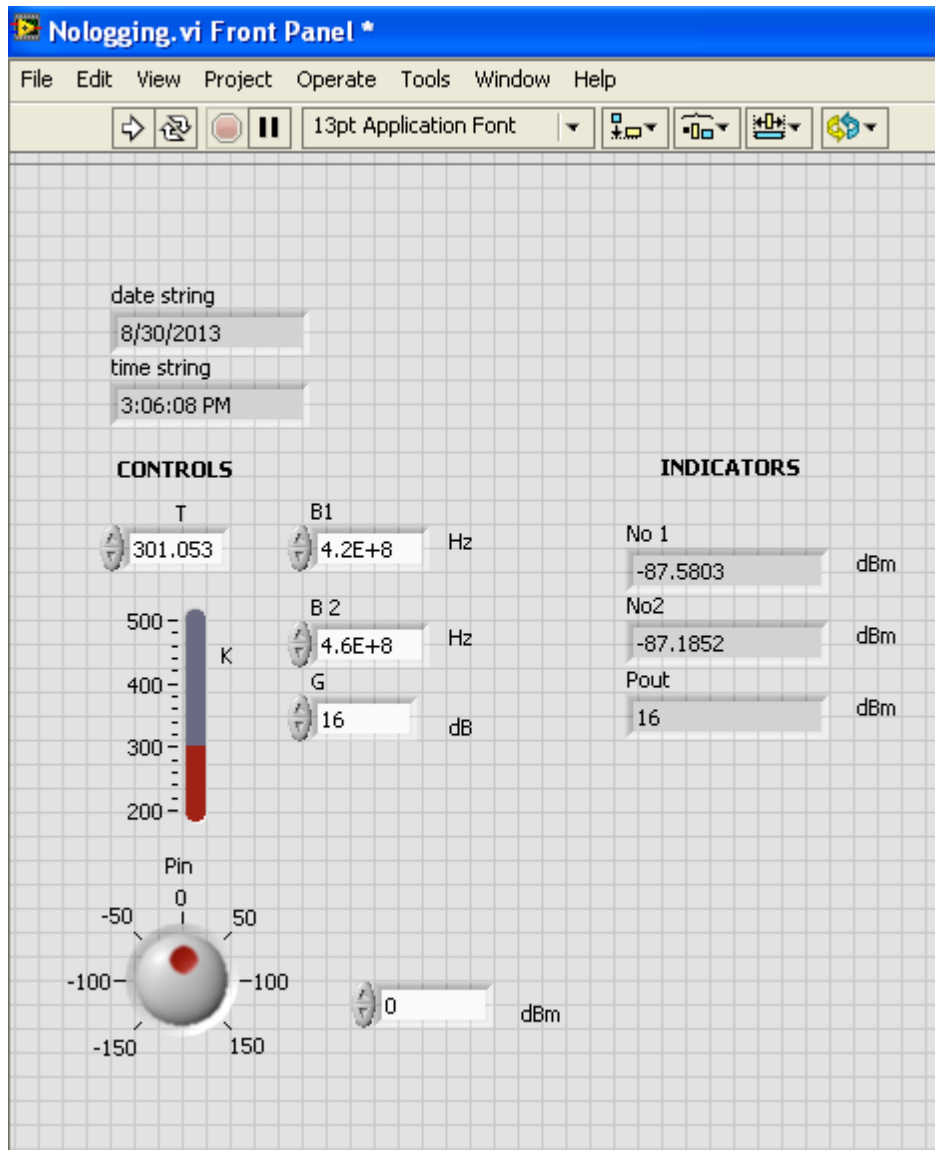 Nologging.vi Front Panel *
File Edit View Project Operate Tools Window Help
13pt Application Font
date string
8/30/2013
time string
3:06:08 PM
CONTROLS
INDICATORS
T
301.053
B1
4.2E+8
Hz
No 1
-87.5803
dBm
500
400
300
200
K
B 2
4.6E+8
Hz
No2
-87.1852
dBm
G
16
dB
Pout
16
dBm
Pin
0
-50
50
-100
100
-150
150
0
dBm